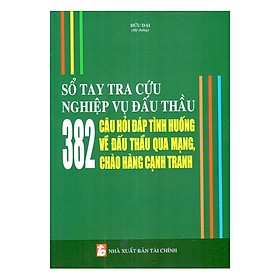 HỮU ĐẠI
(Hệ thống)
SỔ TAY TRA CỨU
NGHIỆP VỤ ĐẤU THẦU
382
CÂU HỎI ĐÁP TÌNH HUỐNG
VỀ ĐẤU THẦU QUA MẠNG,
CHÀO HÀNG CẠNH TRANH
NHÀ XUẤT BẢN TÀI CHÍNH